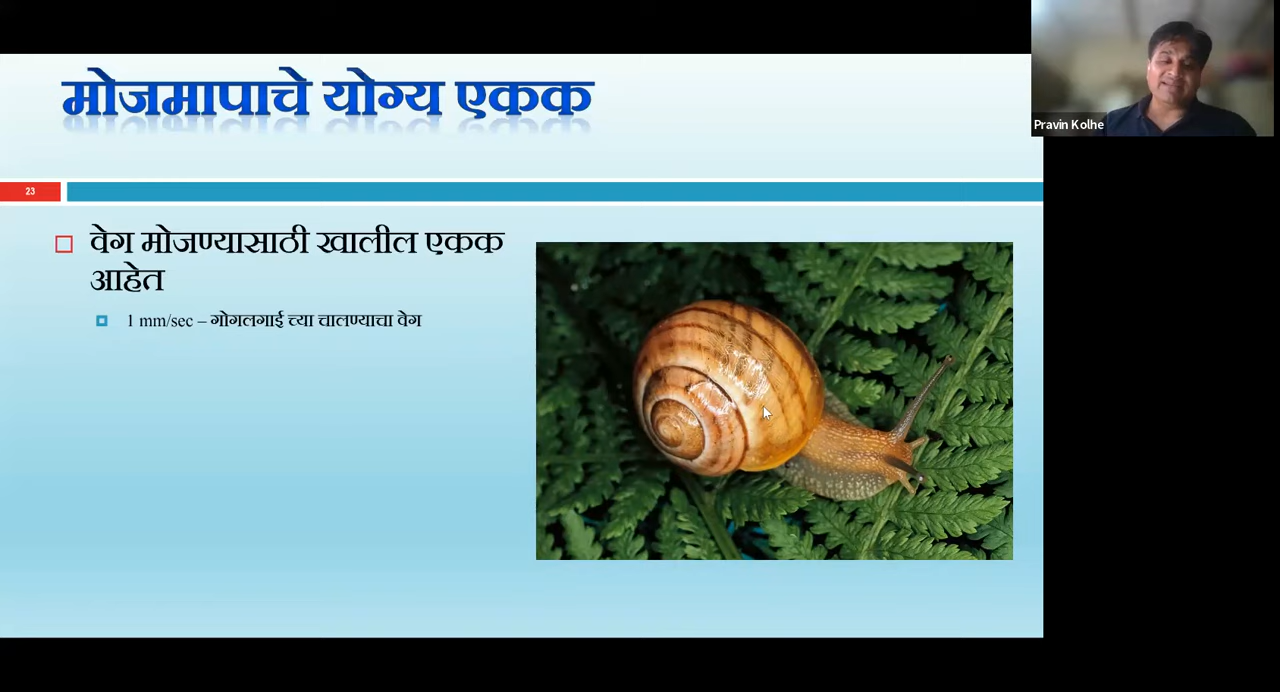 मोजमापाचे योग्य एकक
Pravin Kolhe
23
वेग मोजण्यासाठी खालील एकक
आहेत
1 mm/sec – गोगलगाई च्या चालण्याचा वेग